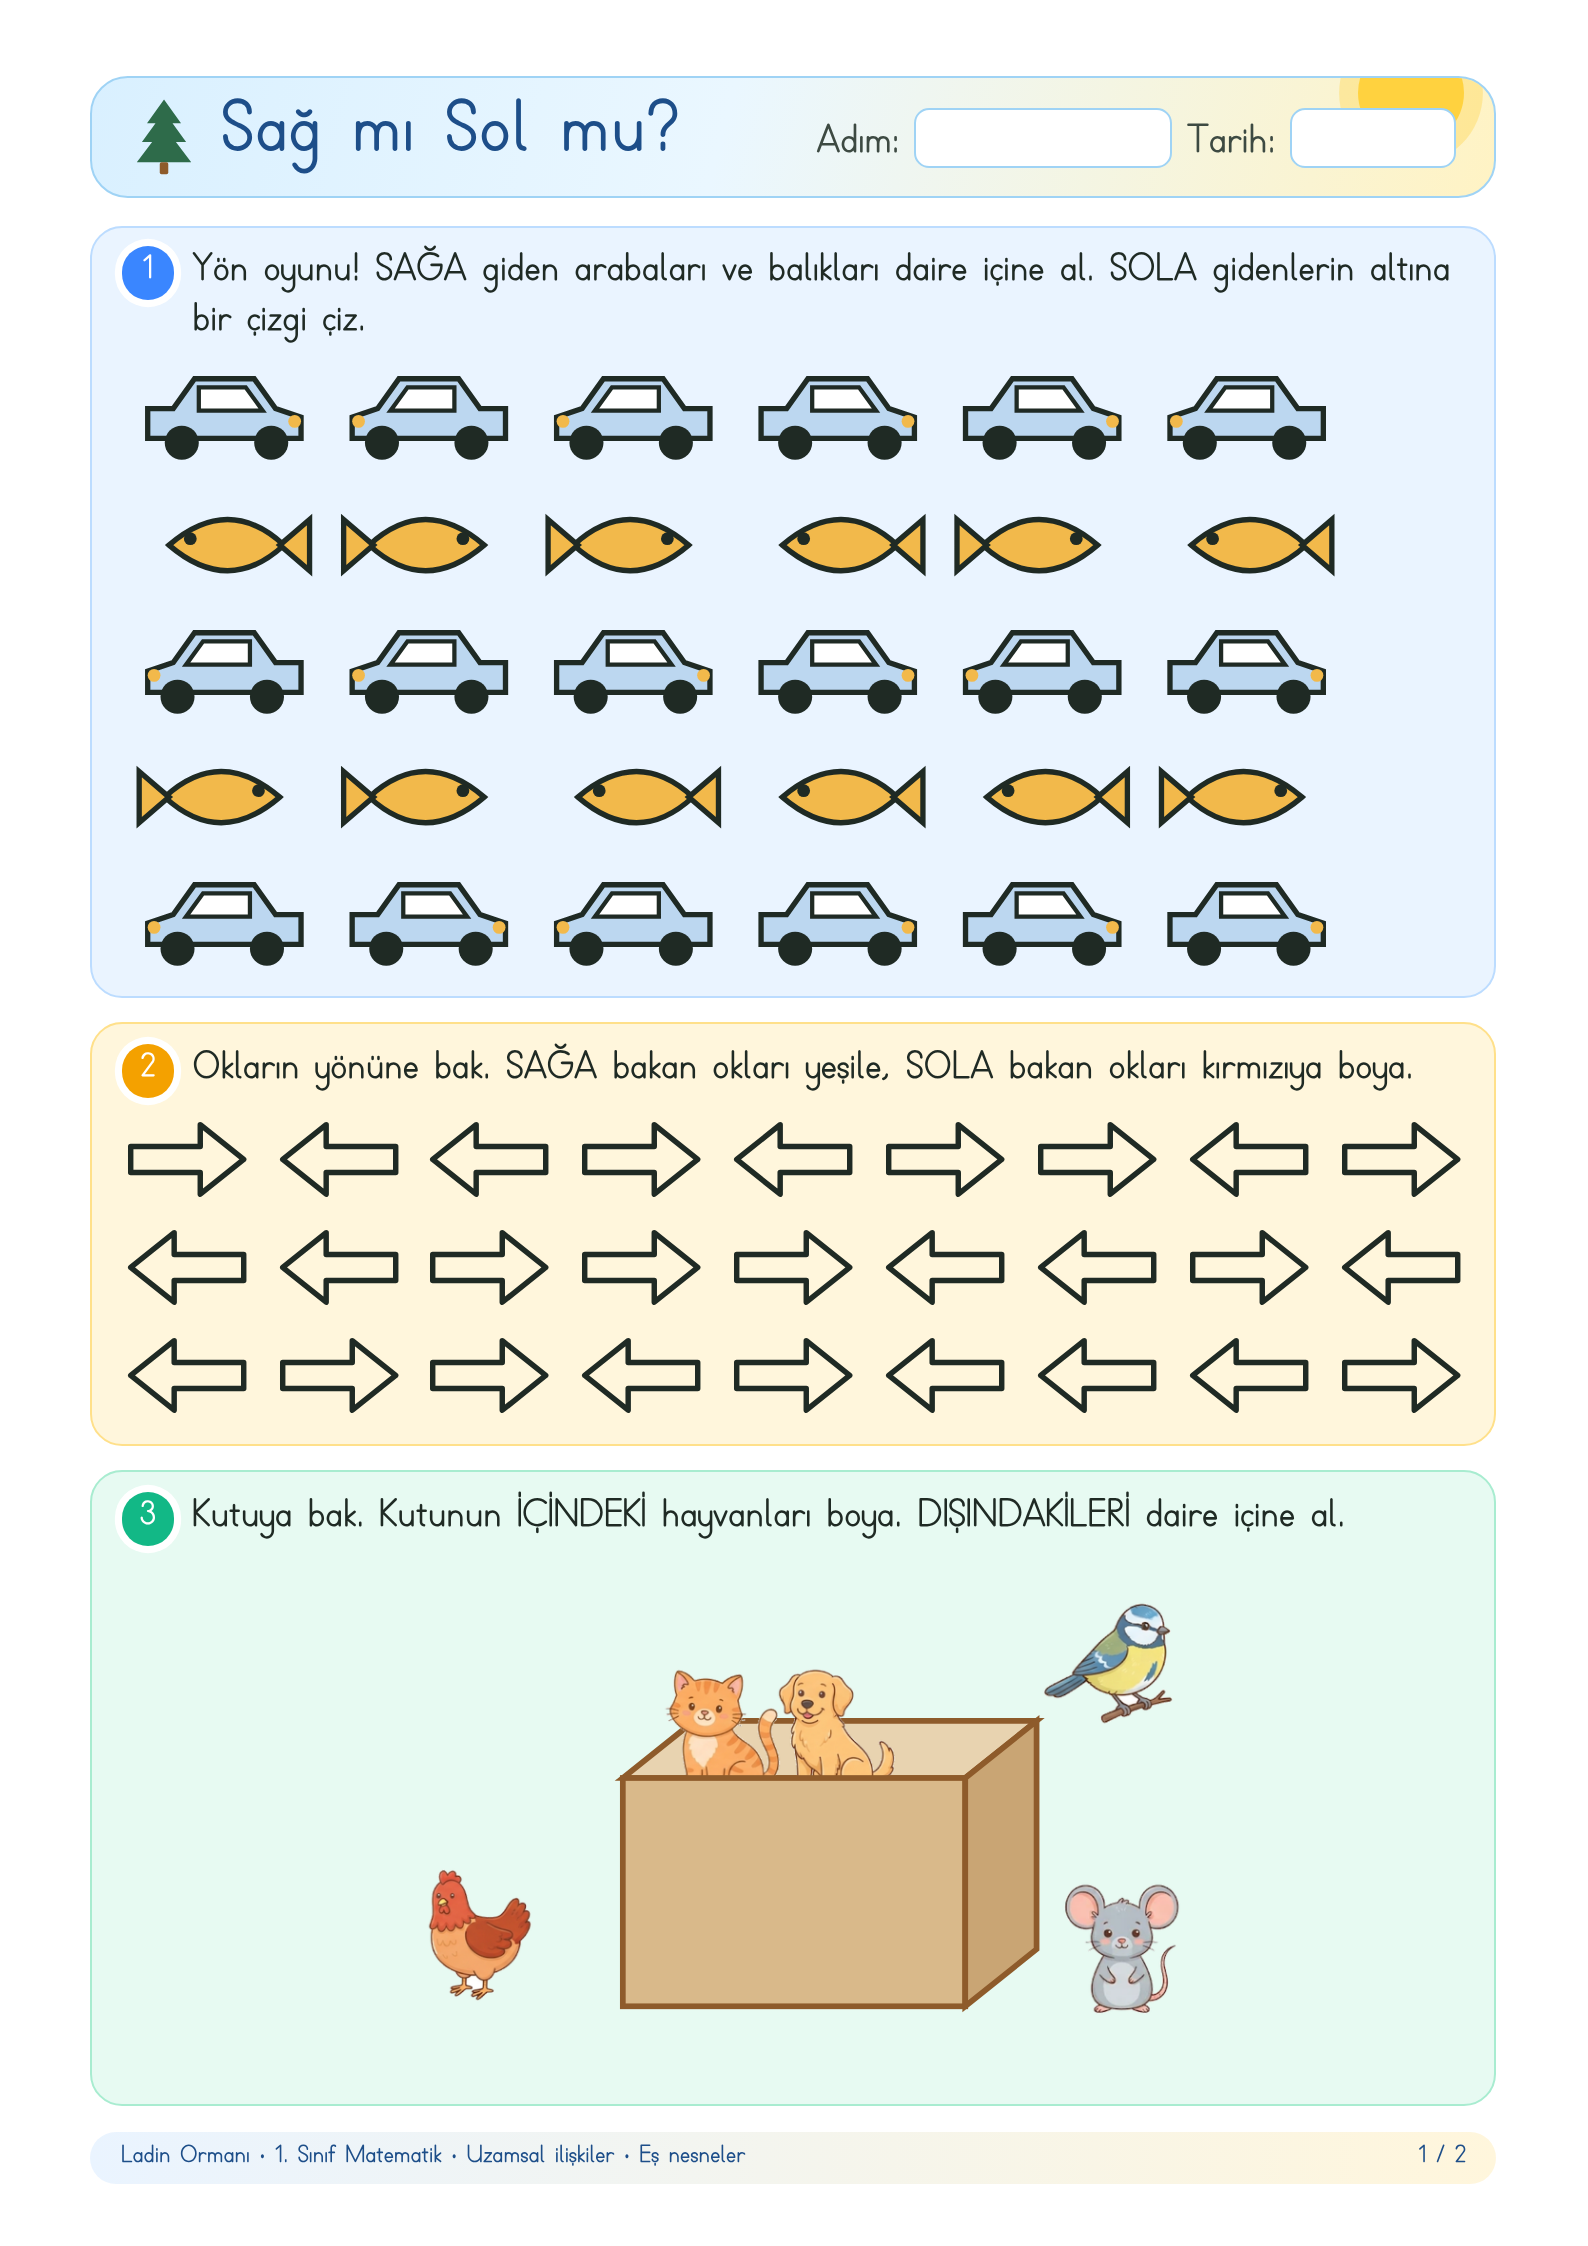 Sağ mı Sol mu?
Adım:
Tarih:
1
Yön oyunu! SAĞA giden arabaları ve balıkları daire içine al. SOLA gidenlerin altına
bir çizgi çiz.
2
Okların yönüne bak. SAĞA bakan okları yeşile, SOLA bakan okları kırmızıya boya.
3
Kutuya bak. Kutunun İÇİNDEKİ hayvanları boya. DIŞINDAKİLERİ daire içine al.
Ladin Ormanı • 1. Sınıf Matematik • Uzamsal ilişkiler • Eş nesneler
1 / 2